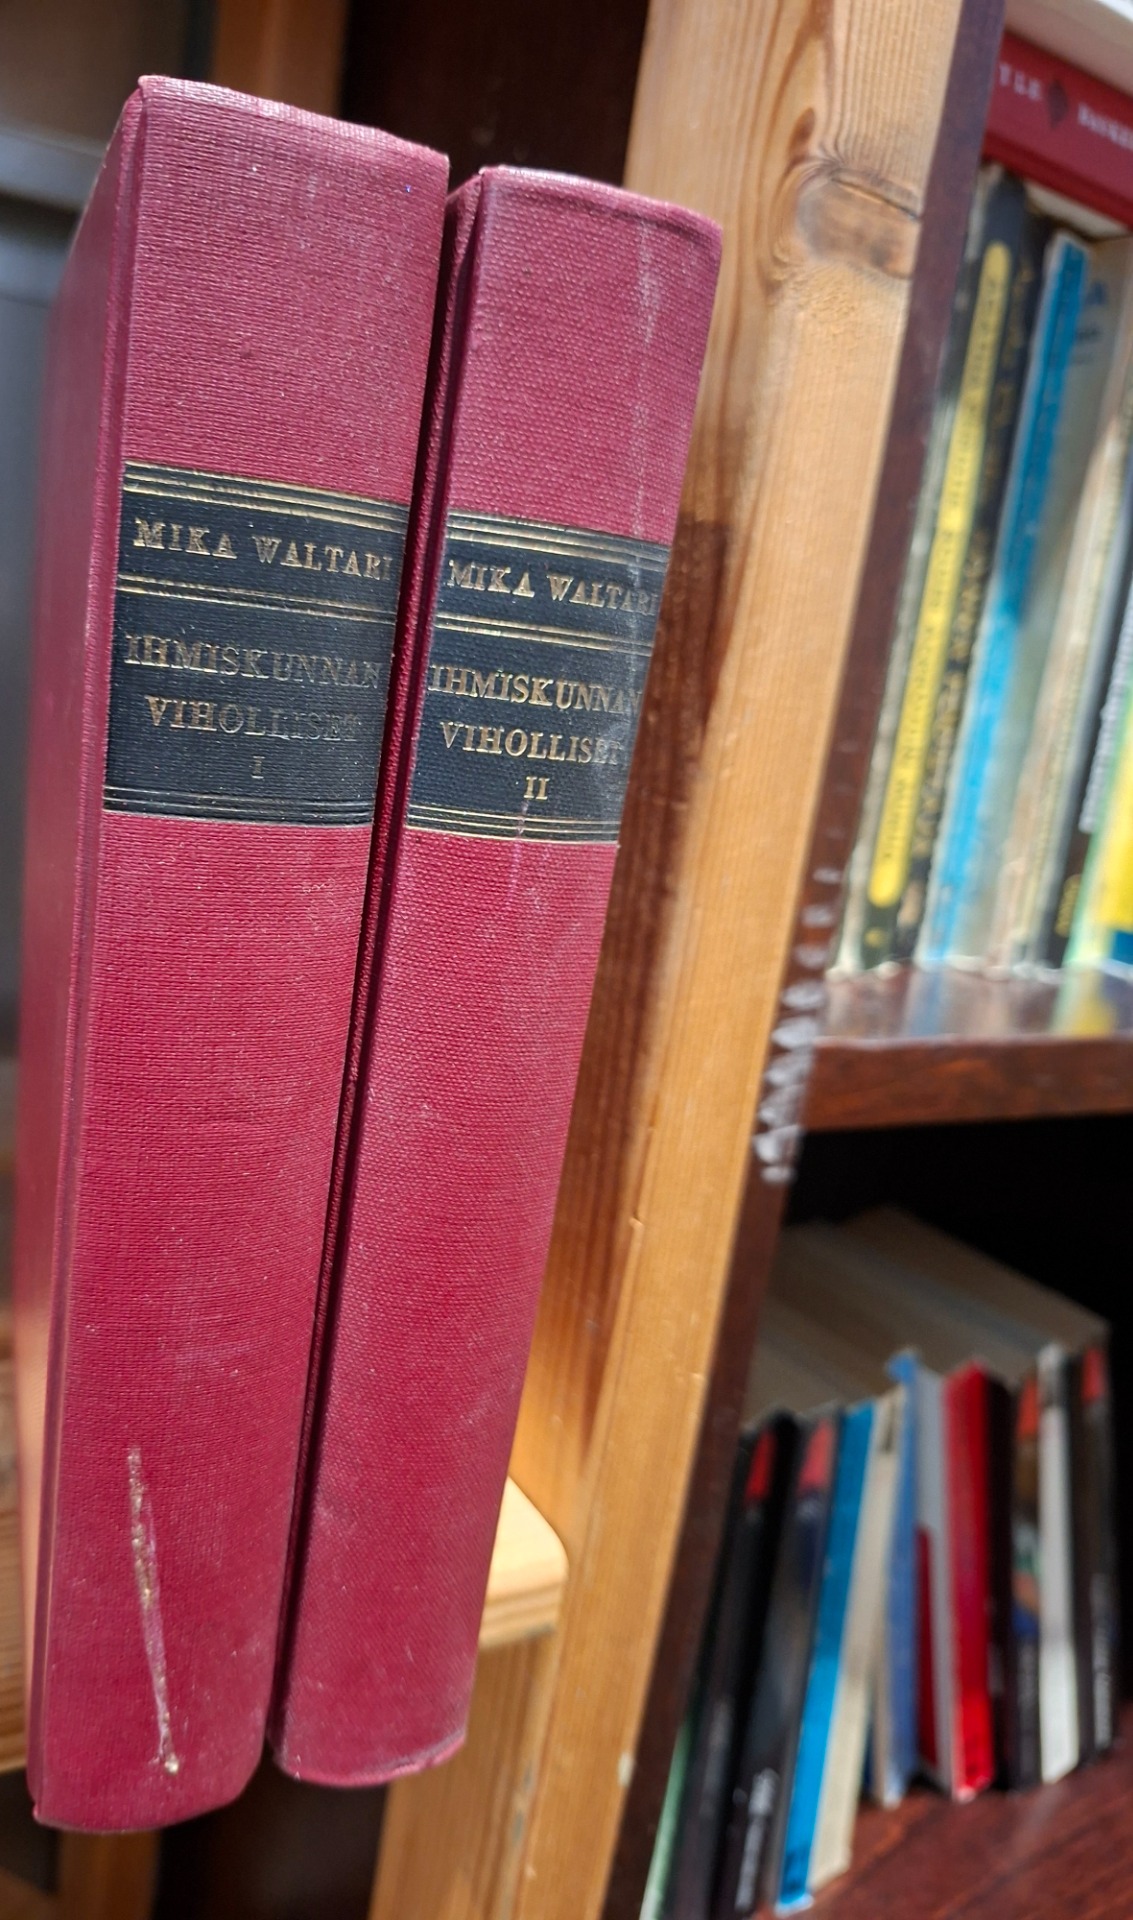 MIKA WALTARI
IHMISKUNNAN
VIHOLLISET
I
MIKA WALTARI
IHMISKUNNAN
VIHOLLISET
II